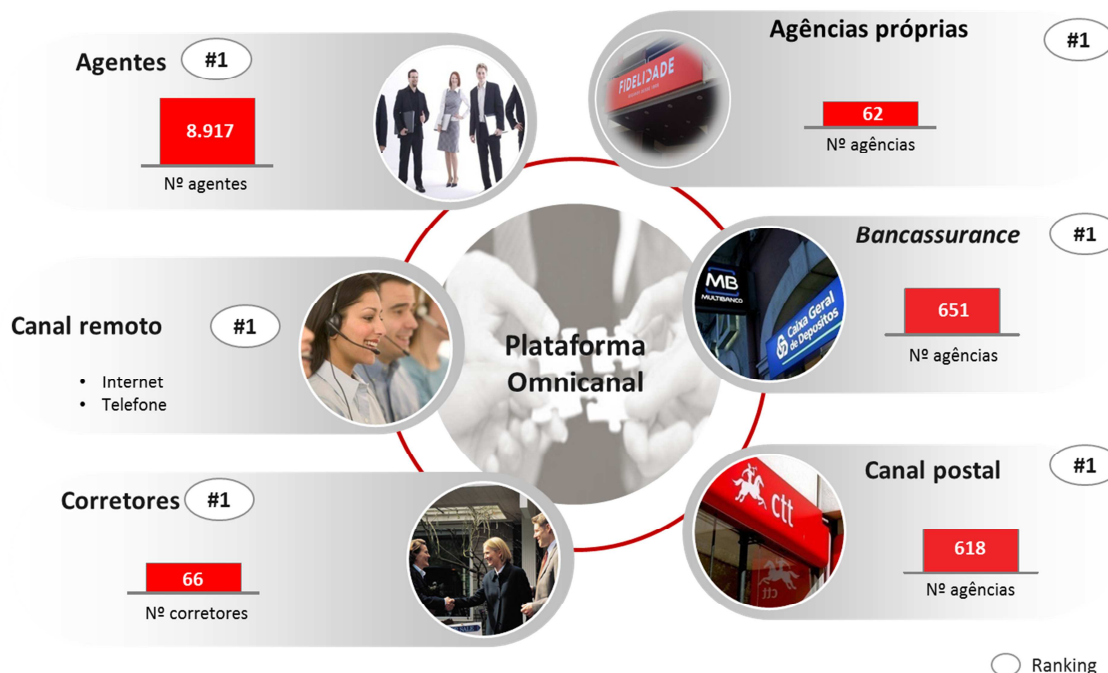 Agentes
#1
8.917
Nº agentes
Agências próprias
#1
FIDELIDADE
62
Nº agências
Canal remoto
#1
• Internet
• Telefone
Plataforma
Omnicanal
Bancassurance
#1
MB
MULTIBANCO
Caixa Geral
de Depositos
651
Nº agências
Corretores
#1
66
Nº corretores
Canal postal
#1
ctt
ctt
618
Nº agências
Ranking